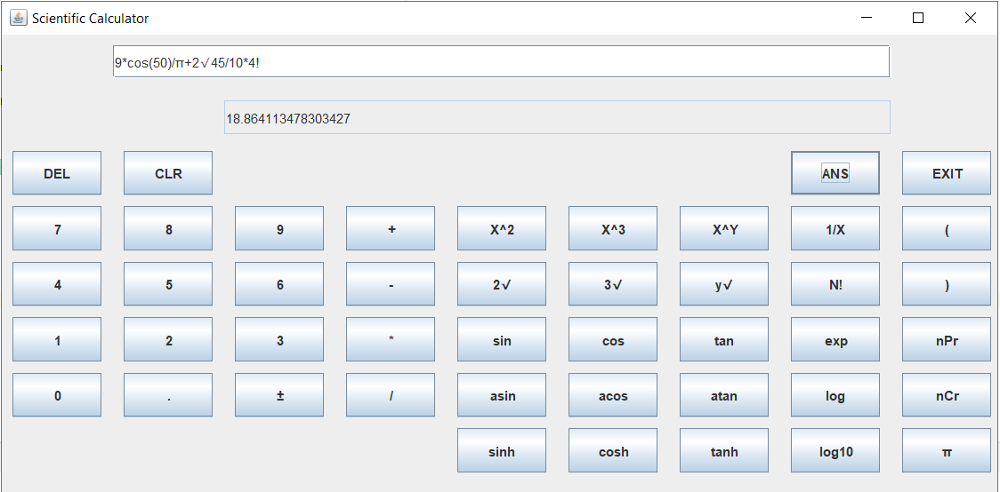 Scientific Calculator
9*cos(50)/π+2√45/10*4!
18.864113478303427
DEL CLR ANS EXIT
7 8 9 + X^2 X^3 X^Y 1/X (
4 5 6 - 2√ 3√ y√ N! )
1 2 3 * sin cos tan exp nPr
0 . ± / asin acos atan log nCr
sinh cosh tanh log10 π